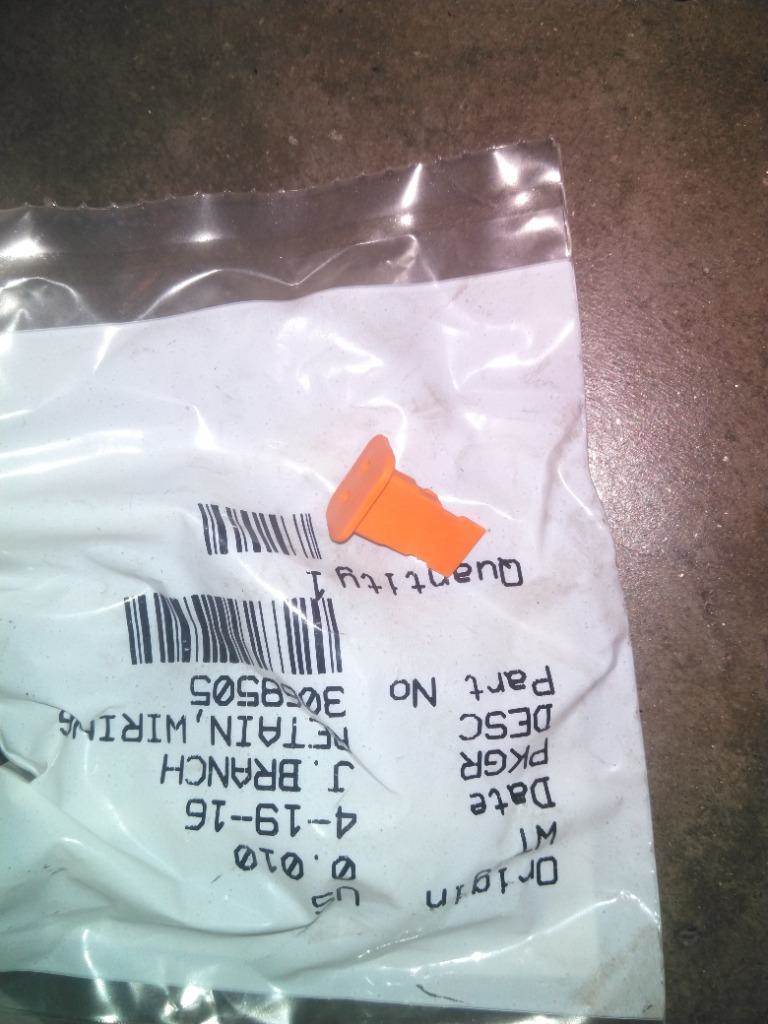 Origin US
WT 0.010
Date 4-19-16
PKGR J. BRANCH
DESC RETAIN,WIRING
Part No 3068505
Quantity 1